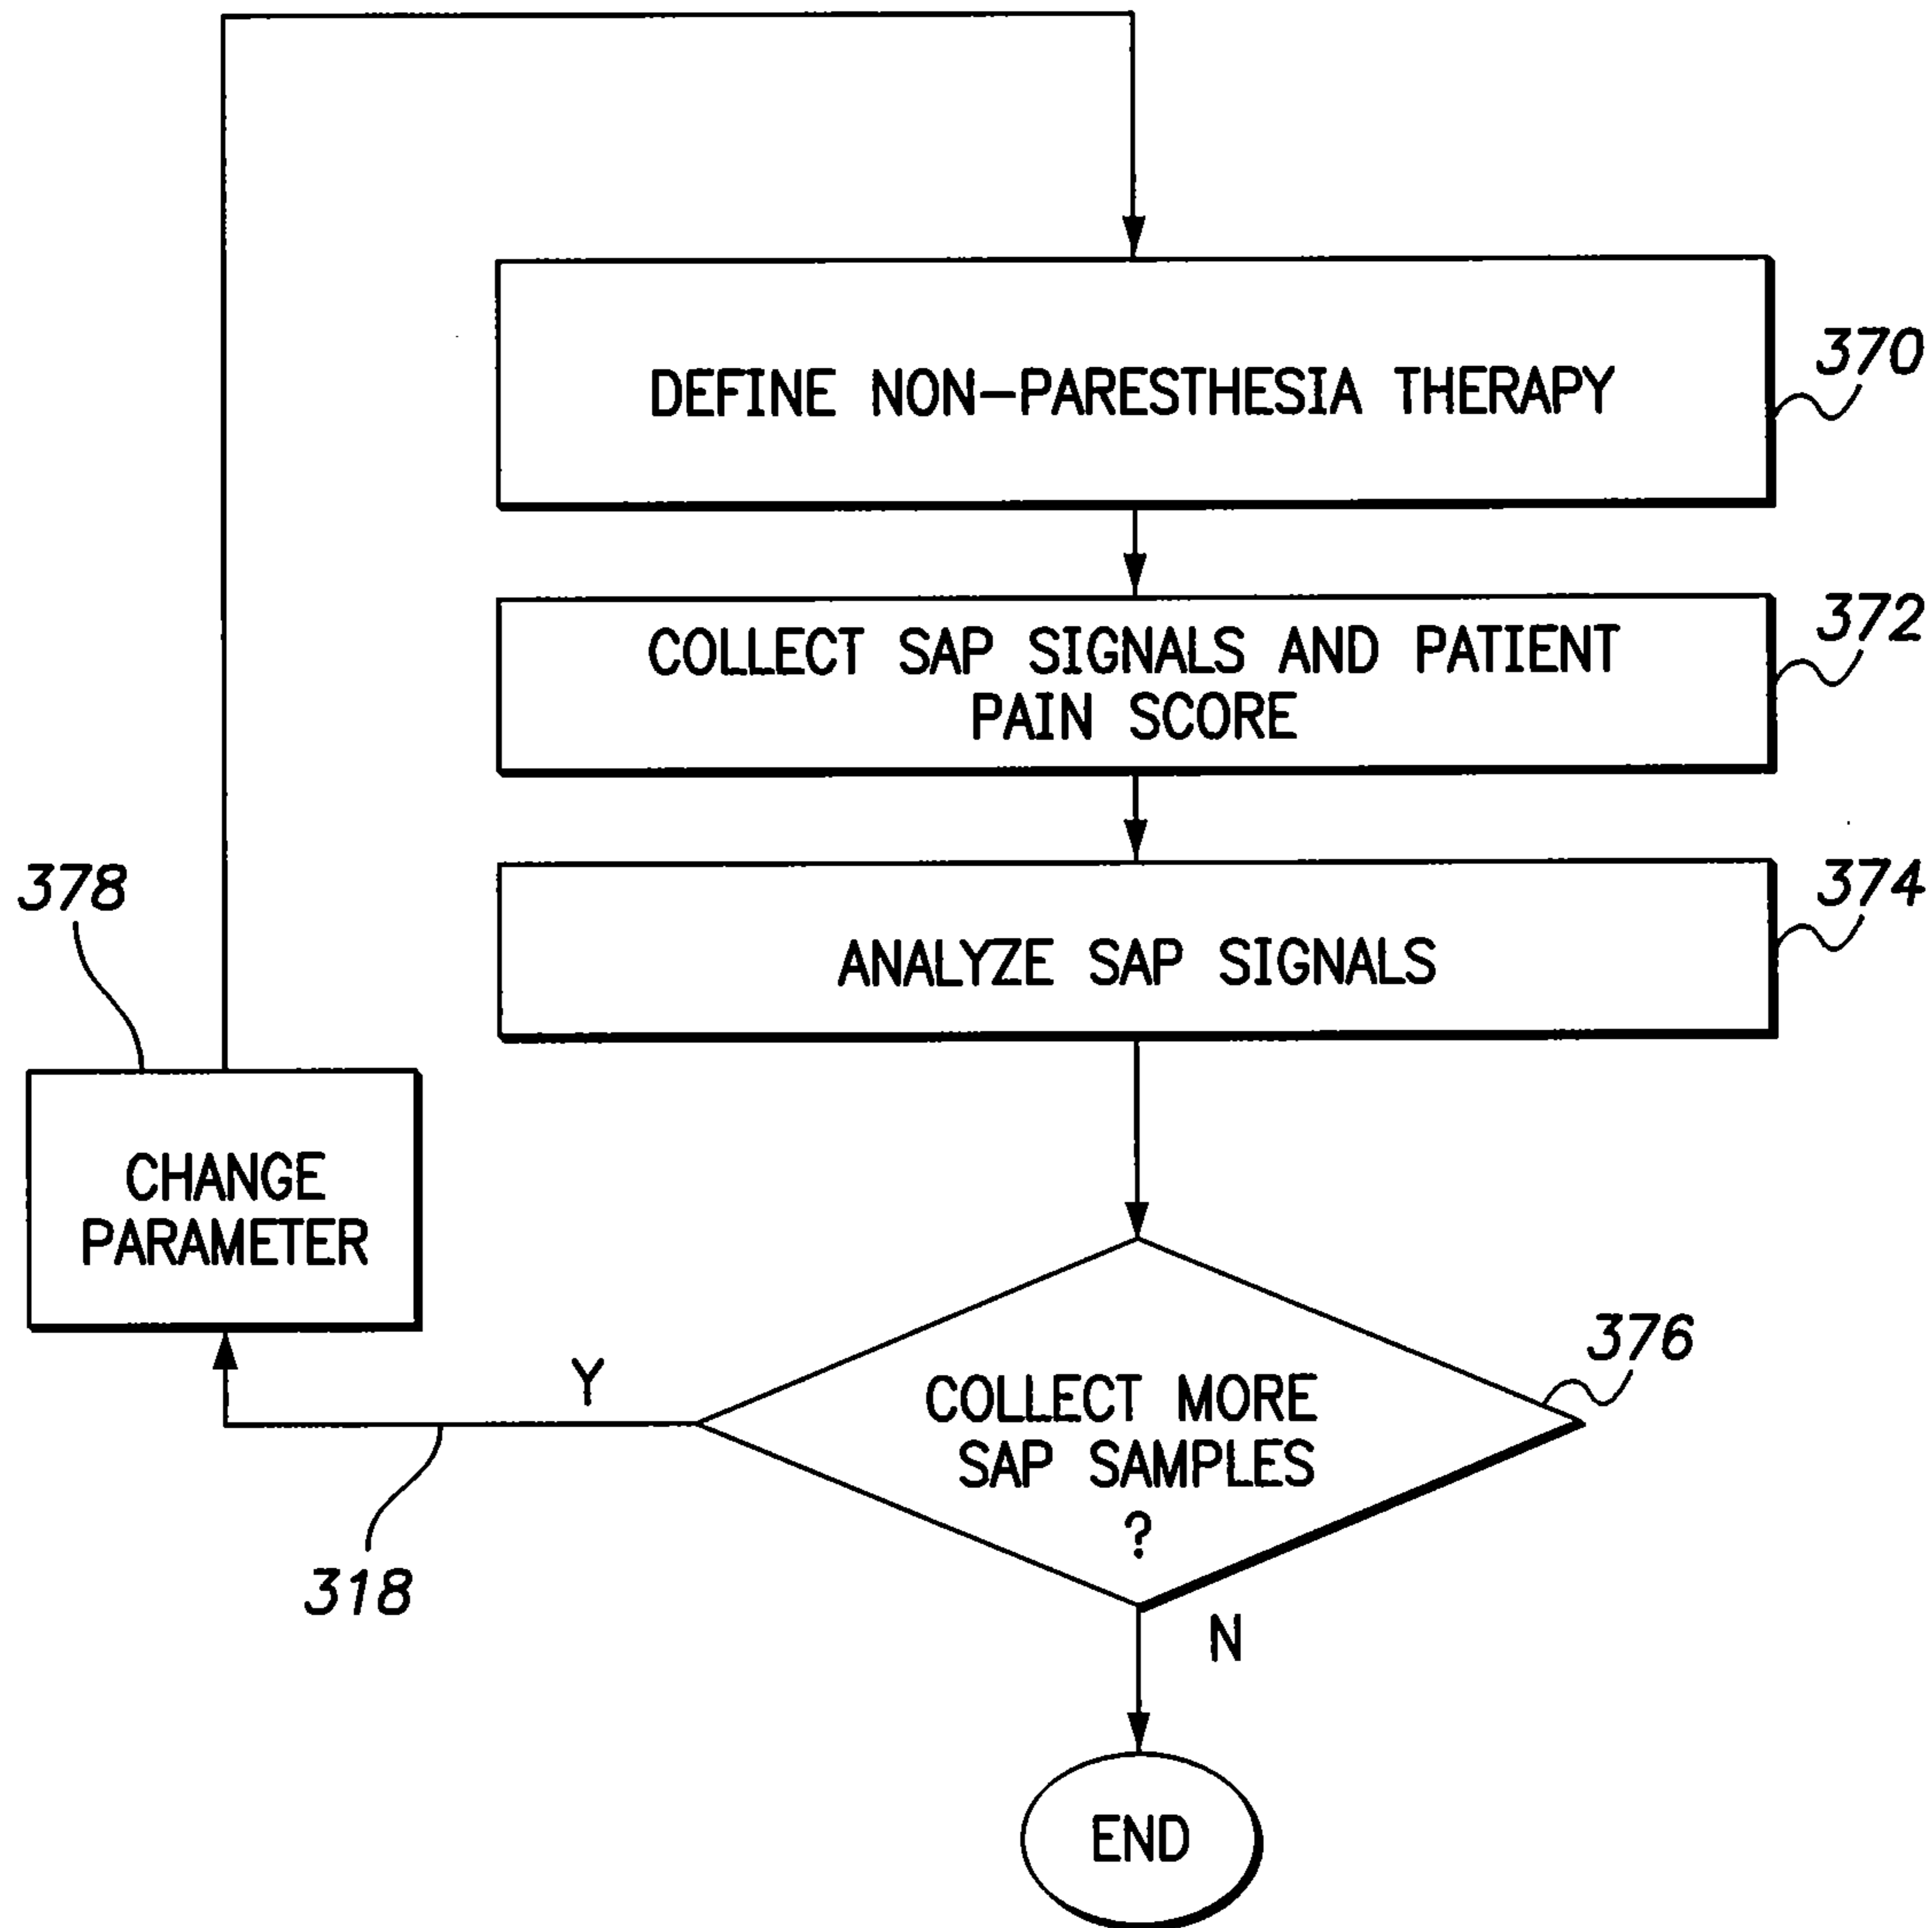 370
DEFINE NON-PARESTHESIA THERAPY
372
COLLECT SAP SIGNALS AND PATIENT
PAIN SCORE
374
ANALYZE SAP SIGNALS
378
CHANGE
PARAMETER
376
Y
COLLECT MORE
SAP SAMPLES
?
318
N
END